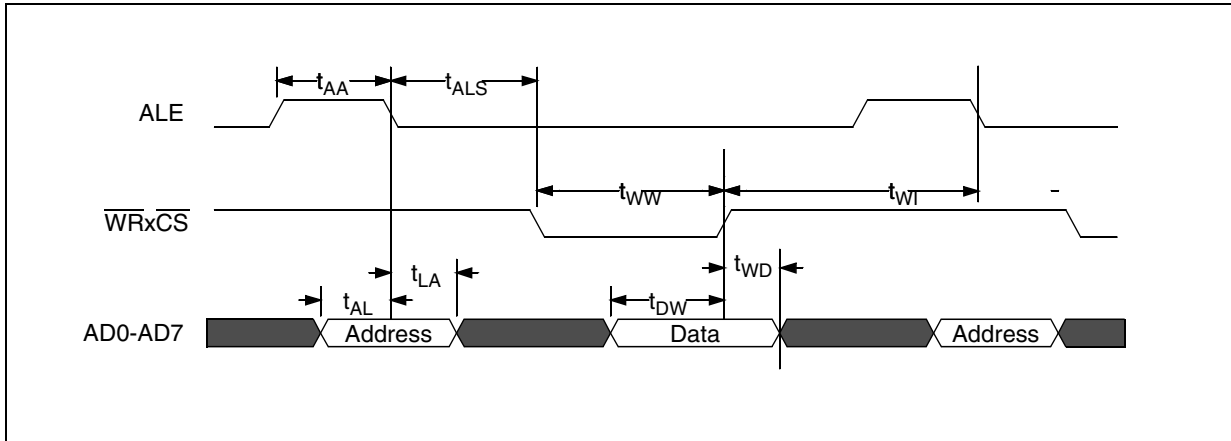 tAA tALS
ALE
tWW tWI
WRxCS
tLA tWD
tAL tDW
AD0-AD7 Address Data Address